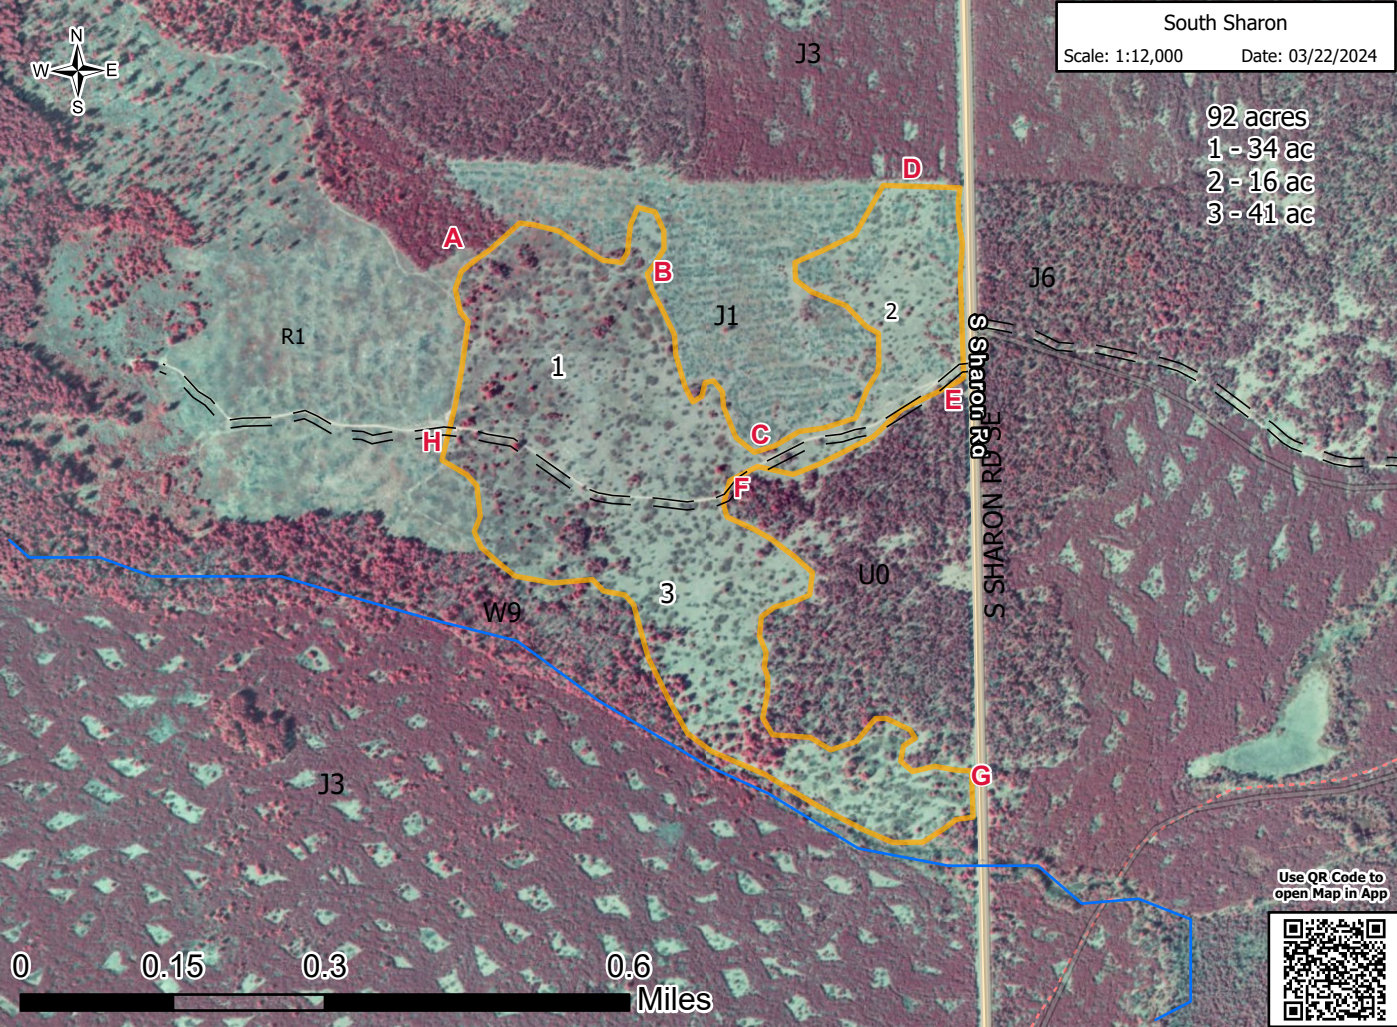 South Sharon
Scale: 1:12,000 Date: 03/22/2024
N
W E
S
J3
92 acres
1 - 34 ac
2 - 16 ac
3 - 41 ac
D
A
B
J6
J1
2
R1
1
S Sharon Rd
E
S SHARON RD SE
C
H
F
U0
3
W9
G
J3
Use QR Code to
open Map in App
0 0.15 0.3 0.6
Miles